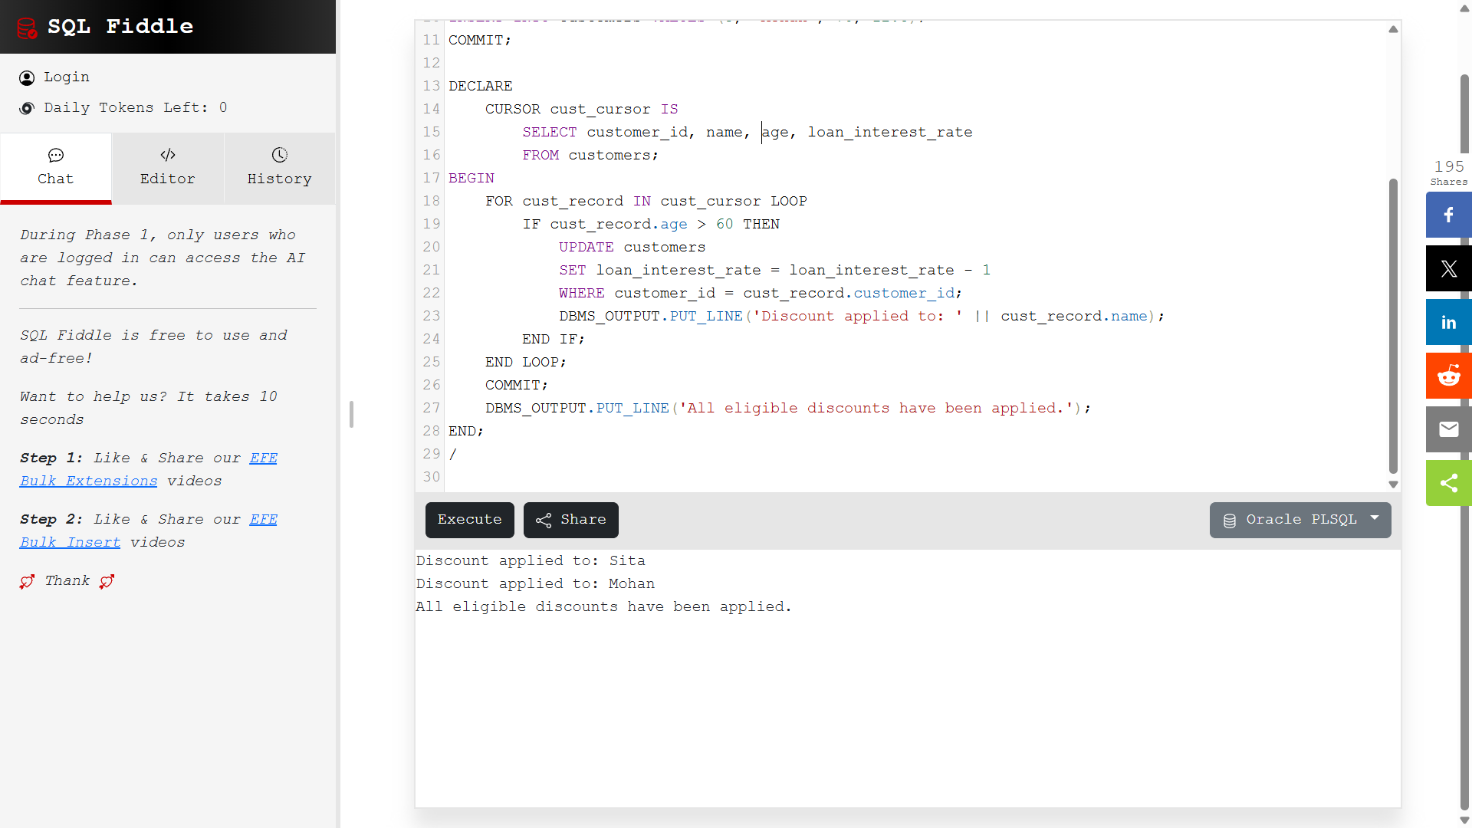 SQL Fiddle
Login
Daily Tokens Left: 0
Chat
Editor
History
During Phase 1, only users who
are logged in can access the AI
chat feature.
SQL Fiddle is free to use and
ad-free!
Want to help us? It takes 10
seconds
Step 1: Like & Share our EFE
Bulk Extensions videos
Step 2: Like & Share our EFE
Bulk Insert videos
Thank
11 COMMIT;
12
13 DECLARE
14 CURSOR cust_cursor IS
15 SELECT customer_id, name, age, loan_interest_rate
16 FROM customers;
17 BEGIN
18 FOR cust_record IN cust_cursor LOOP
19 IF cust_record.age > 60 THEN
20 UPDATE customers
21 SET loan_interest_rate = loan_interest_rate - 1
22 WHERE customer_id = cust_record.customer_id;
23 DBMS_OUTPUT.PUT_LINE('Discount applied to: ' || cust_record.name);
24 END IF;
25 END LOOP;
26 COMMIT;
27 DBMS_OUTPUT.PUT_LINE('All eligible discounts have been applied.');
28 END;
29 /
30
Execute
Share
Oracle PLSQL
Discount applied to: Sita
Discount applied to: Mohan
All eligible discounts have been applied.
195
Shares